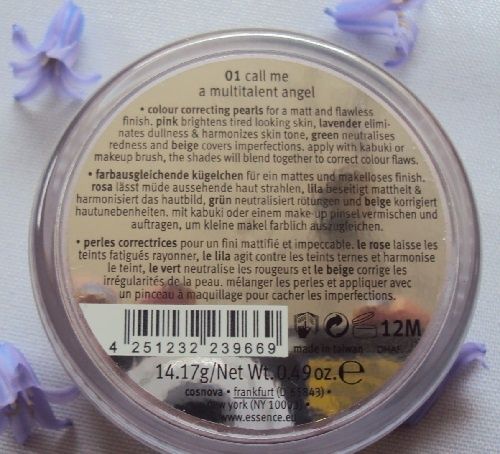 01 call me
a multitalent angel
• colour correcting pearls for a matt and flawless
finish. pink brightens tired looking skin, lavender elimi-
nates dullness & harmonizes skin tone, green neutralises
redness and beige covers imperfections. apply with kabuki or
makeup brush, the shades will blend together to correct colour flaws.
• farbausgleichende kügelchen für ein mattes und makelloses finish.
rosa lässt müde aussehende haut strahlen, lila beseitigt mattheit &
harmonisiert das hautbild, grün neutralisiert rötungen und beige korrigiert
hautunebenheiten. mit kabuki oder einem make-up pinsel vermischen und
auftragen, um kleine makel farblich auszugleichen.
• perles correctrices pour un fini mattifié et impeccable. le rose laisse les
teints fatigués rayonner, le lila agit contre les teints ternes et harmonise
le teint, le vert neutralise les rougeurs et le beige corrige les
irrégularités de la peau. mélanger les perles et appliquer avec
un pinceau à maquillage pour cacher les imperfections.
4 251232 239669
12M
made in taiwan DHAF
14.17g/Net Wt. 0.49 oz. ℮
cosnova • frankfurt (D-65843) •
new york (NY 10003) •
www.essence.eu